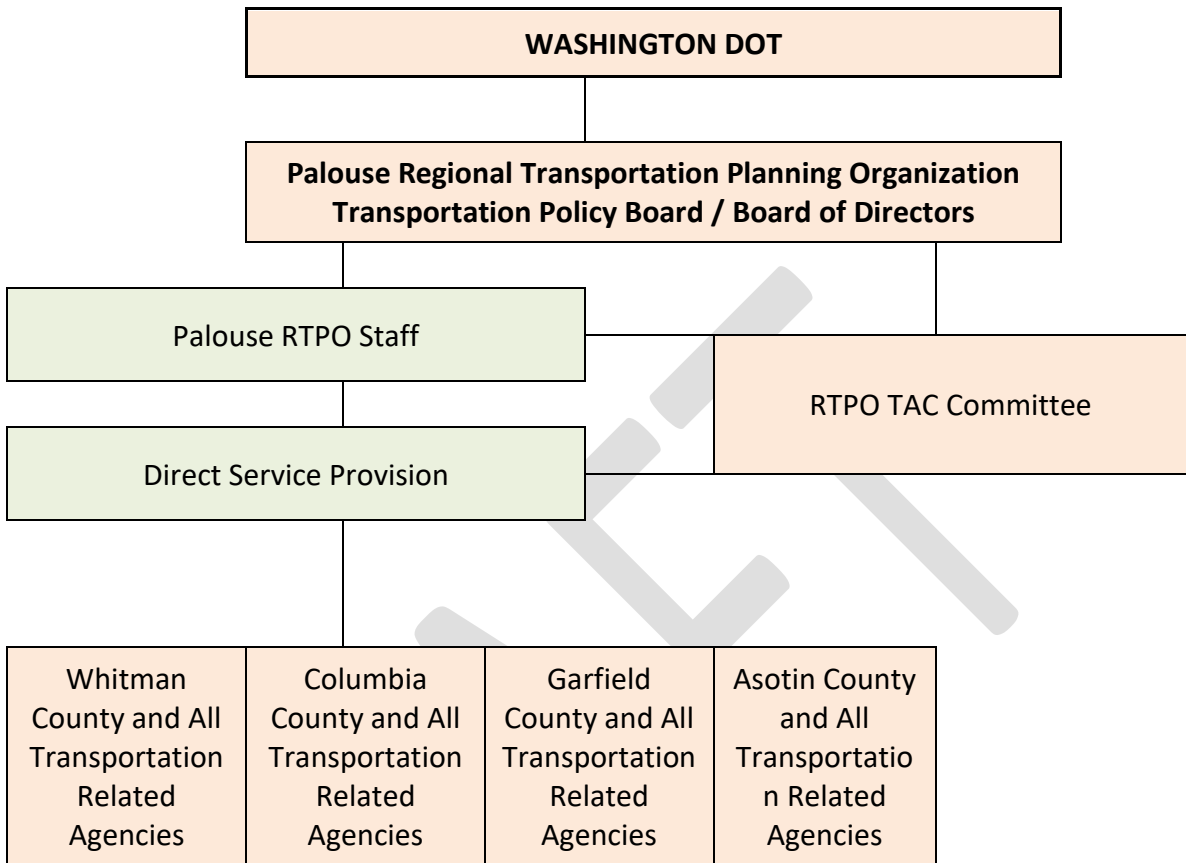 WASHINGTON DOT
Palouse Regional Transportation Planning Organization
Transportation Policy Board / Board of Directors
Palouse RTPO Staff
RTPO TAC Committee
Direct Service Provision
Whitman
County and All
Transportation
Related
Agencies
Columbia
County and All
Transportation
Related
Agencies
Garfield
County and All
Transportation
Related
Agencies
Asotin County
and All
Transportatio
n Related
Agencies